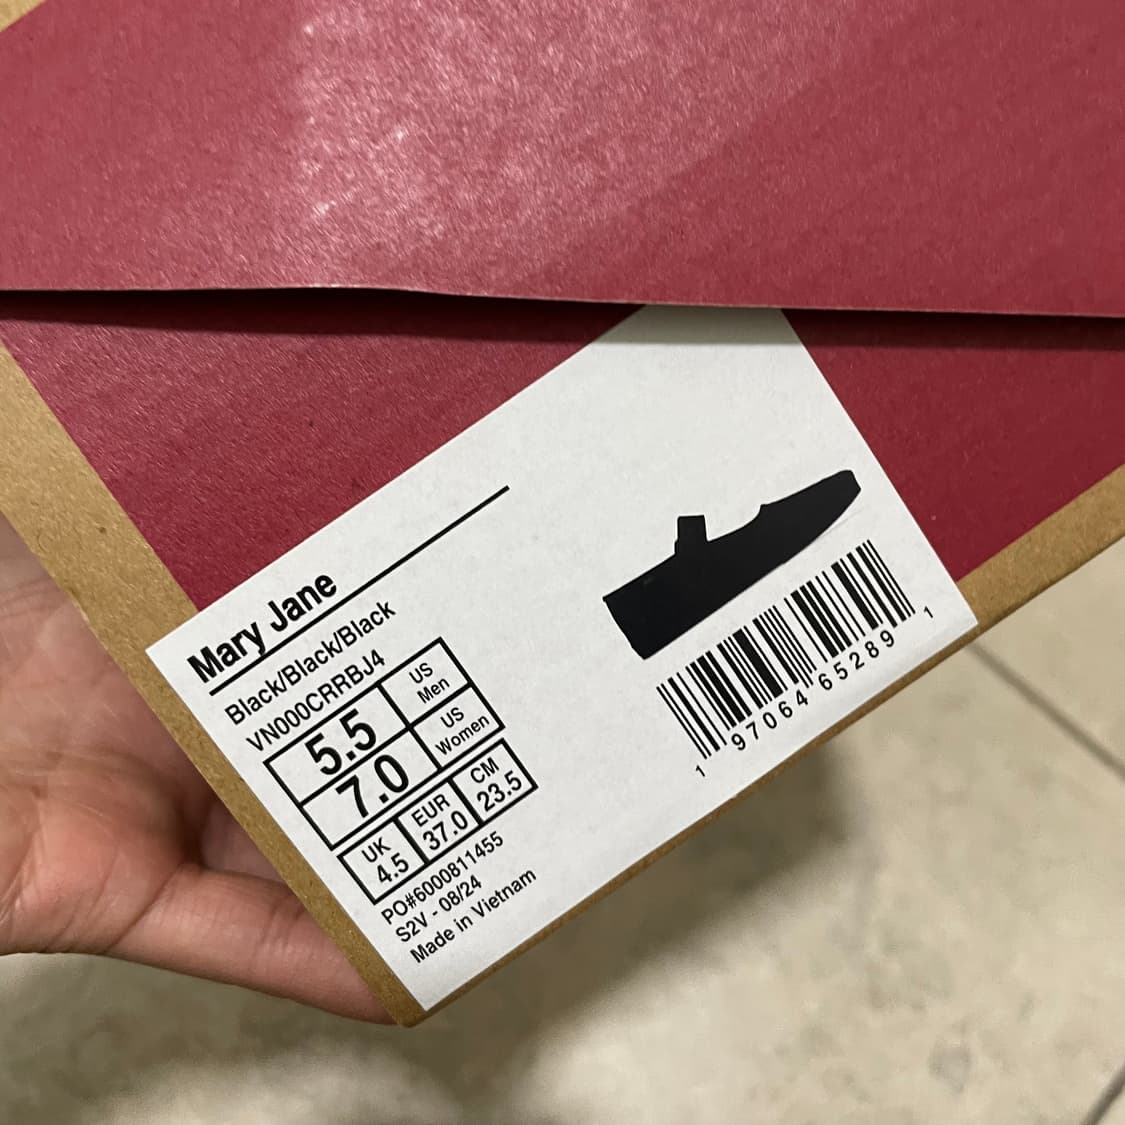 Mary Jane
Black/Black/Black
VN000CRRBJ4
5.5 US Men
7.0 US Women
UK 4.5 EUR 37.0 CM 23.5
PO#6000811455
S2V - 08/24
Made in Vietnam
1 97064 65289 1